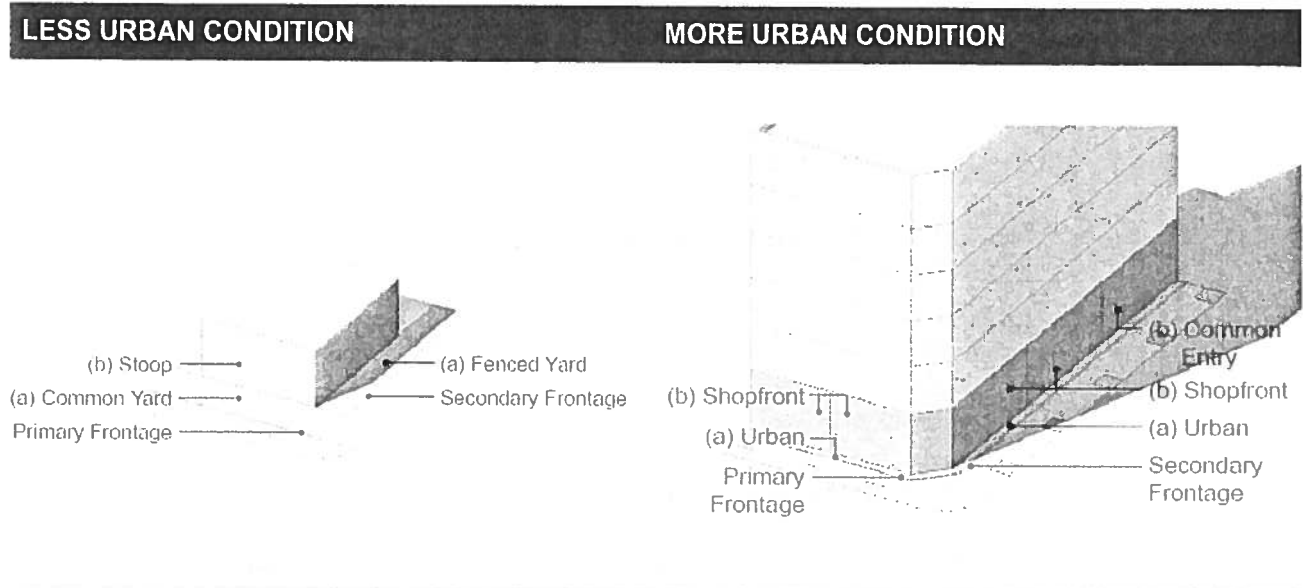 LESS URBAN CONDITION
MORE URBAN CONDITION
(b) Stoop
(a) Common Yard
Primary Frontage
(a) Fenced Yard
Secondary Frontage
(b) Shopfront
(a) Urban
Primary
Frontage
(b) Common
Entry
(b) Shopfront
(a) Urban
Secondary
Frontage